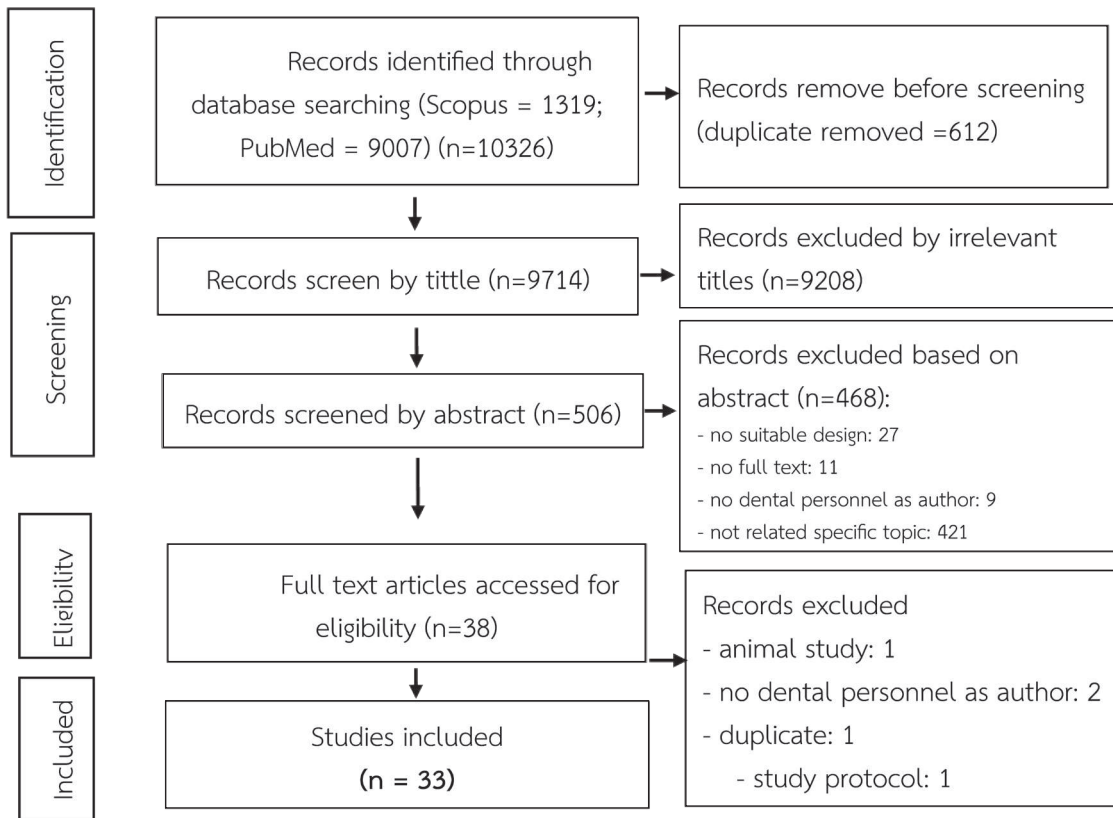 Identification
Records identified through
database searching (Scopus = 1319;
PubMed = 9007) (n=10326)
Records remove before screening
(duplicate removed =612)
Screening
Records screen by tittle (n=9714)
Records excluded by irrelevant
titles (n=9208)
Records screened by abstract (n=506)
Records excluded based on
abstract (n=468):
- no suitable design: 27
- no full text: 11
- no dental personnel as author: 9
- not related specific topic: 421
Eligibility
Full text articles accessed for
eligibility (n=38)
Records excluded
- animal study: 1
- no dental personnel as author: 2
- duplicate: 1
- study protocol: 1
Included
Studies included
(n = 33)